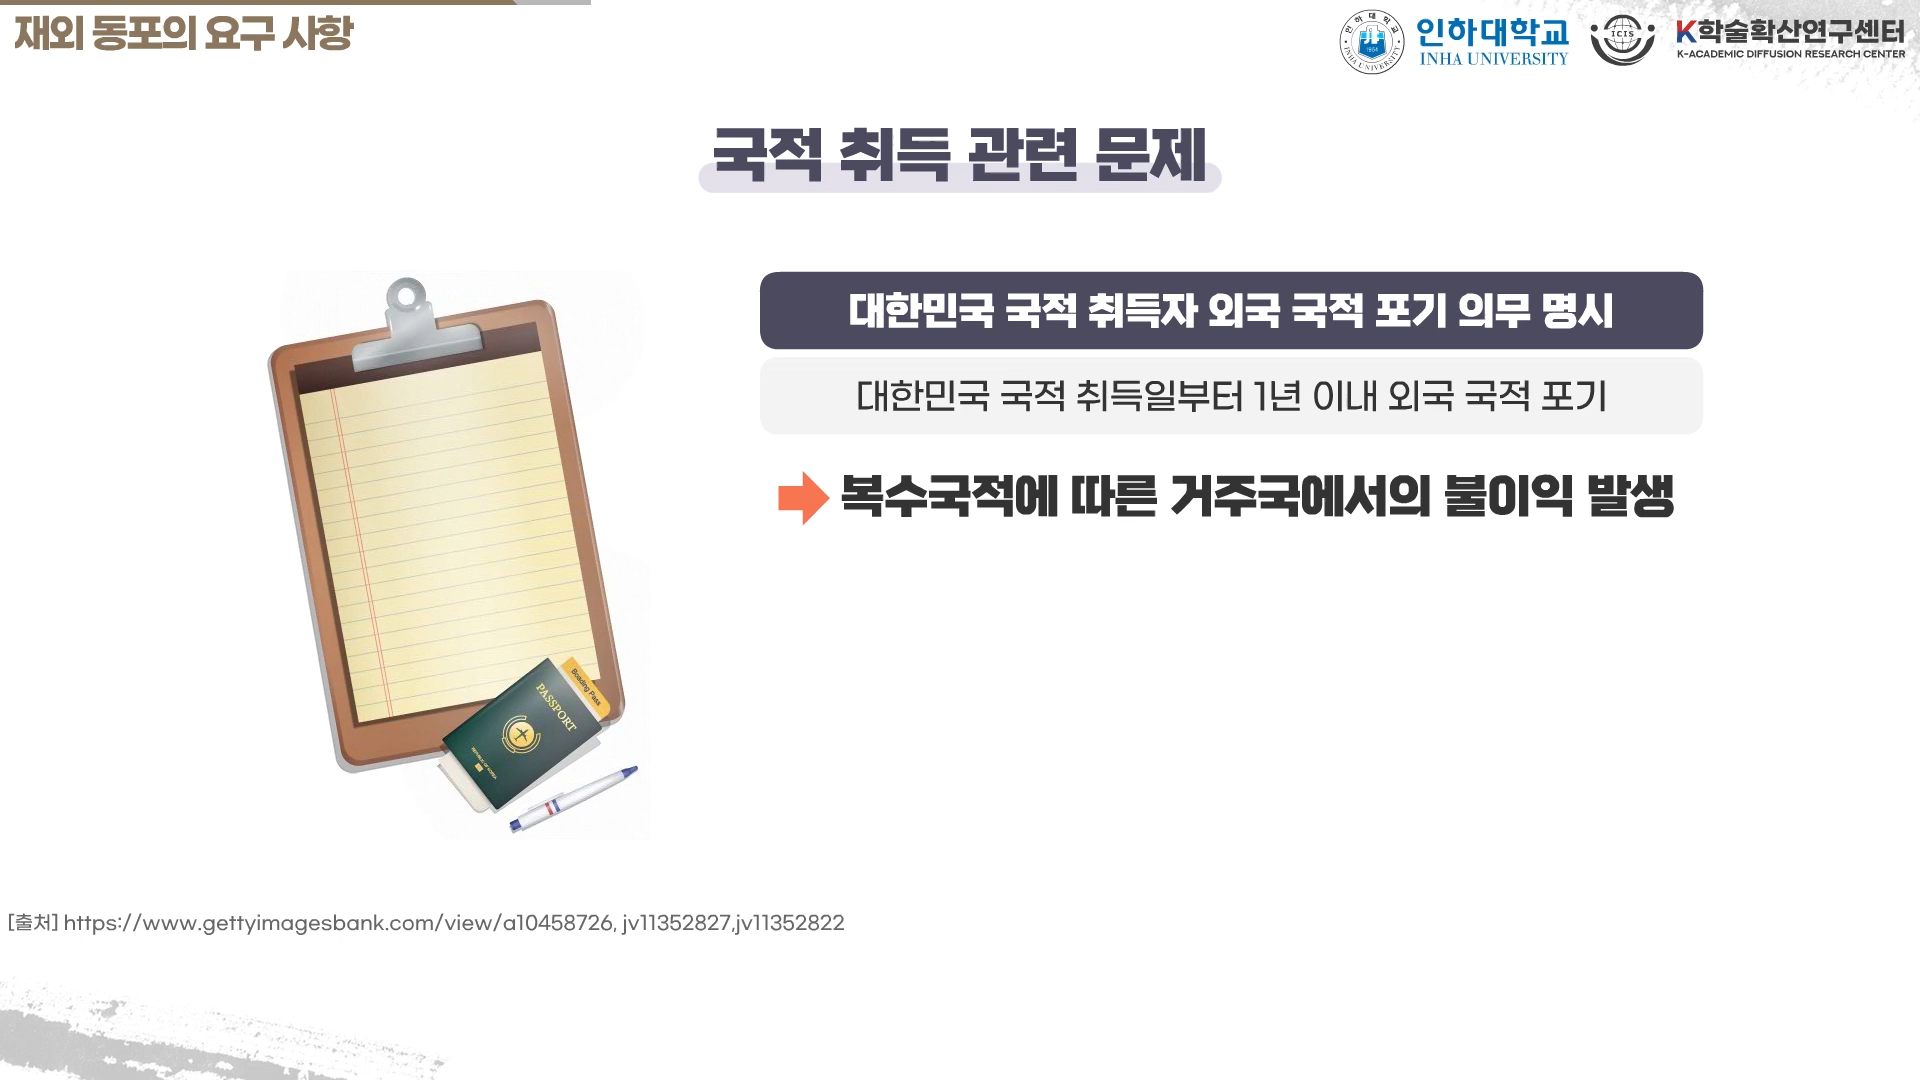 재외 동포의 요구 사항
인하대학교
INHA UNIVERSITY
1954
ICIS
K학술확산연구센터
K-ACADEMIC DIFFUSION RESEARCH CENTER
국적 취득 관련 문제
대한민국 국적 취득자 외국 국적 포기 의무 명시
대한민국 국적 취득일부터 1년 이내 외국 국적 포기
복수국적에 따른 거주국에서의 불이익 발생
Boading Pass
PASSPORT
REPUBLIC OF KOREA
[출처] https://www.gettyimagesbank.com/view/a10458726, jv11352827,jv11352822